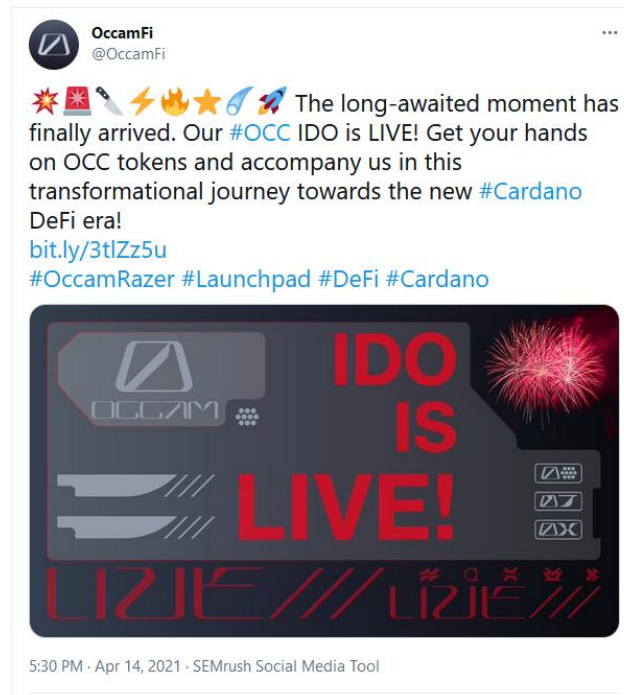 OccamFi
@OccamFi
💥🚨🔪⚡🔥⭐☄️🚀 The long-awaited moment has
finally arrived. Our #OCC IDO is LIVE! Get your hands
on OCC tokens and accompany us in this
transformational journey towards the new #Cardano
DeFi era!
bit.ly/3tlZz5u
#OccamRazer #Launchpad #DeFi #Cardano
OCCAM
IDO
IS
LIVE!
5:30 PM · Apr 14, 2021 · SEMrush Social Media Tool